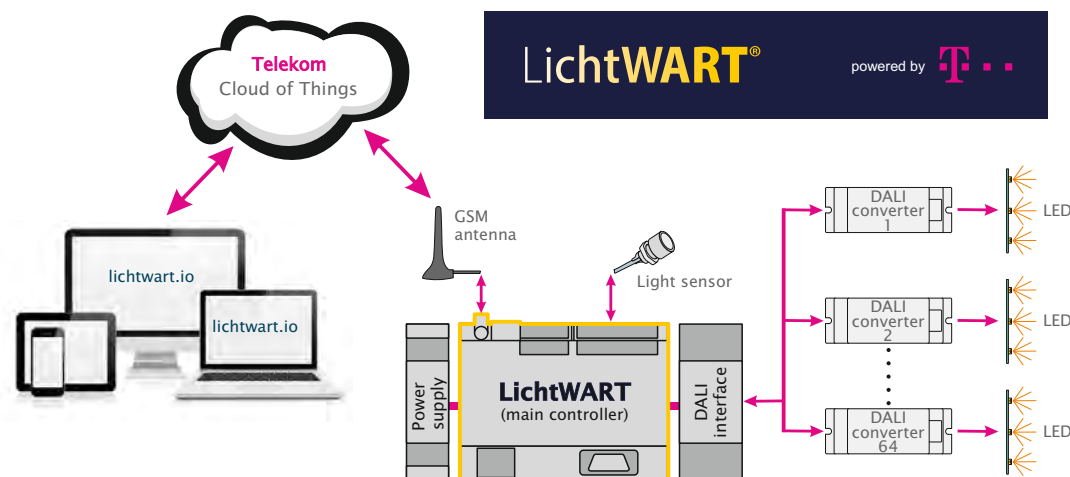 Telekom
Cloud of Things
LichtWART®
powered by T
lichtwart.io
lichtwart.io
GSM
antenna
Light sensor
Power
supply
LichtWART
(main controller)
DALI
interface
DALI
converter
1
LED
DALI
converter
2
LED
DALI
converter
64
LED